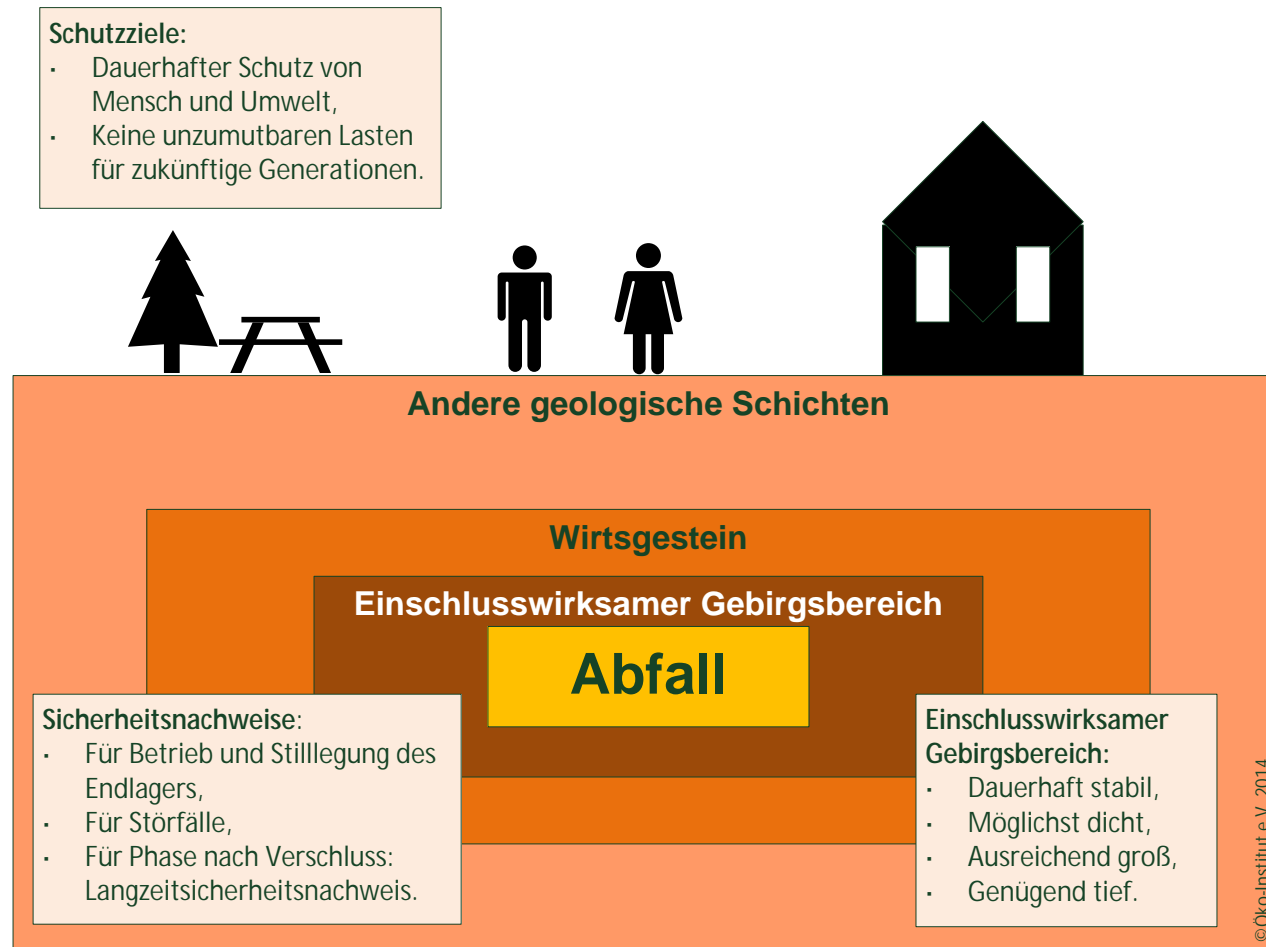 Schutzziele:
· Dauerhafter Schutz von
Mensch und Umwelt,
· Keine unzumutbaren Lasten
für zukünftige Generationen.
Andere geologische Schichten
Wirtsgestein
Einschlusswirksamer Gebirgsbereich
Abfall
Sicherheitsnachweise:
· Für Betrieb und Stilllegung des
Endlagers,
· Für Störfälle,
· Für Phase nach Verschluss:
Langzeitsicherheitsnachweis.
Einschlusswirksamer
Gebirgsbereich:
· Dauerhaft stabil,
· Möglichst dicht,
· Ausreichend groß,
· Genügend tief.
©Öko-Institut e.V. 2014